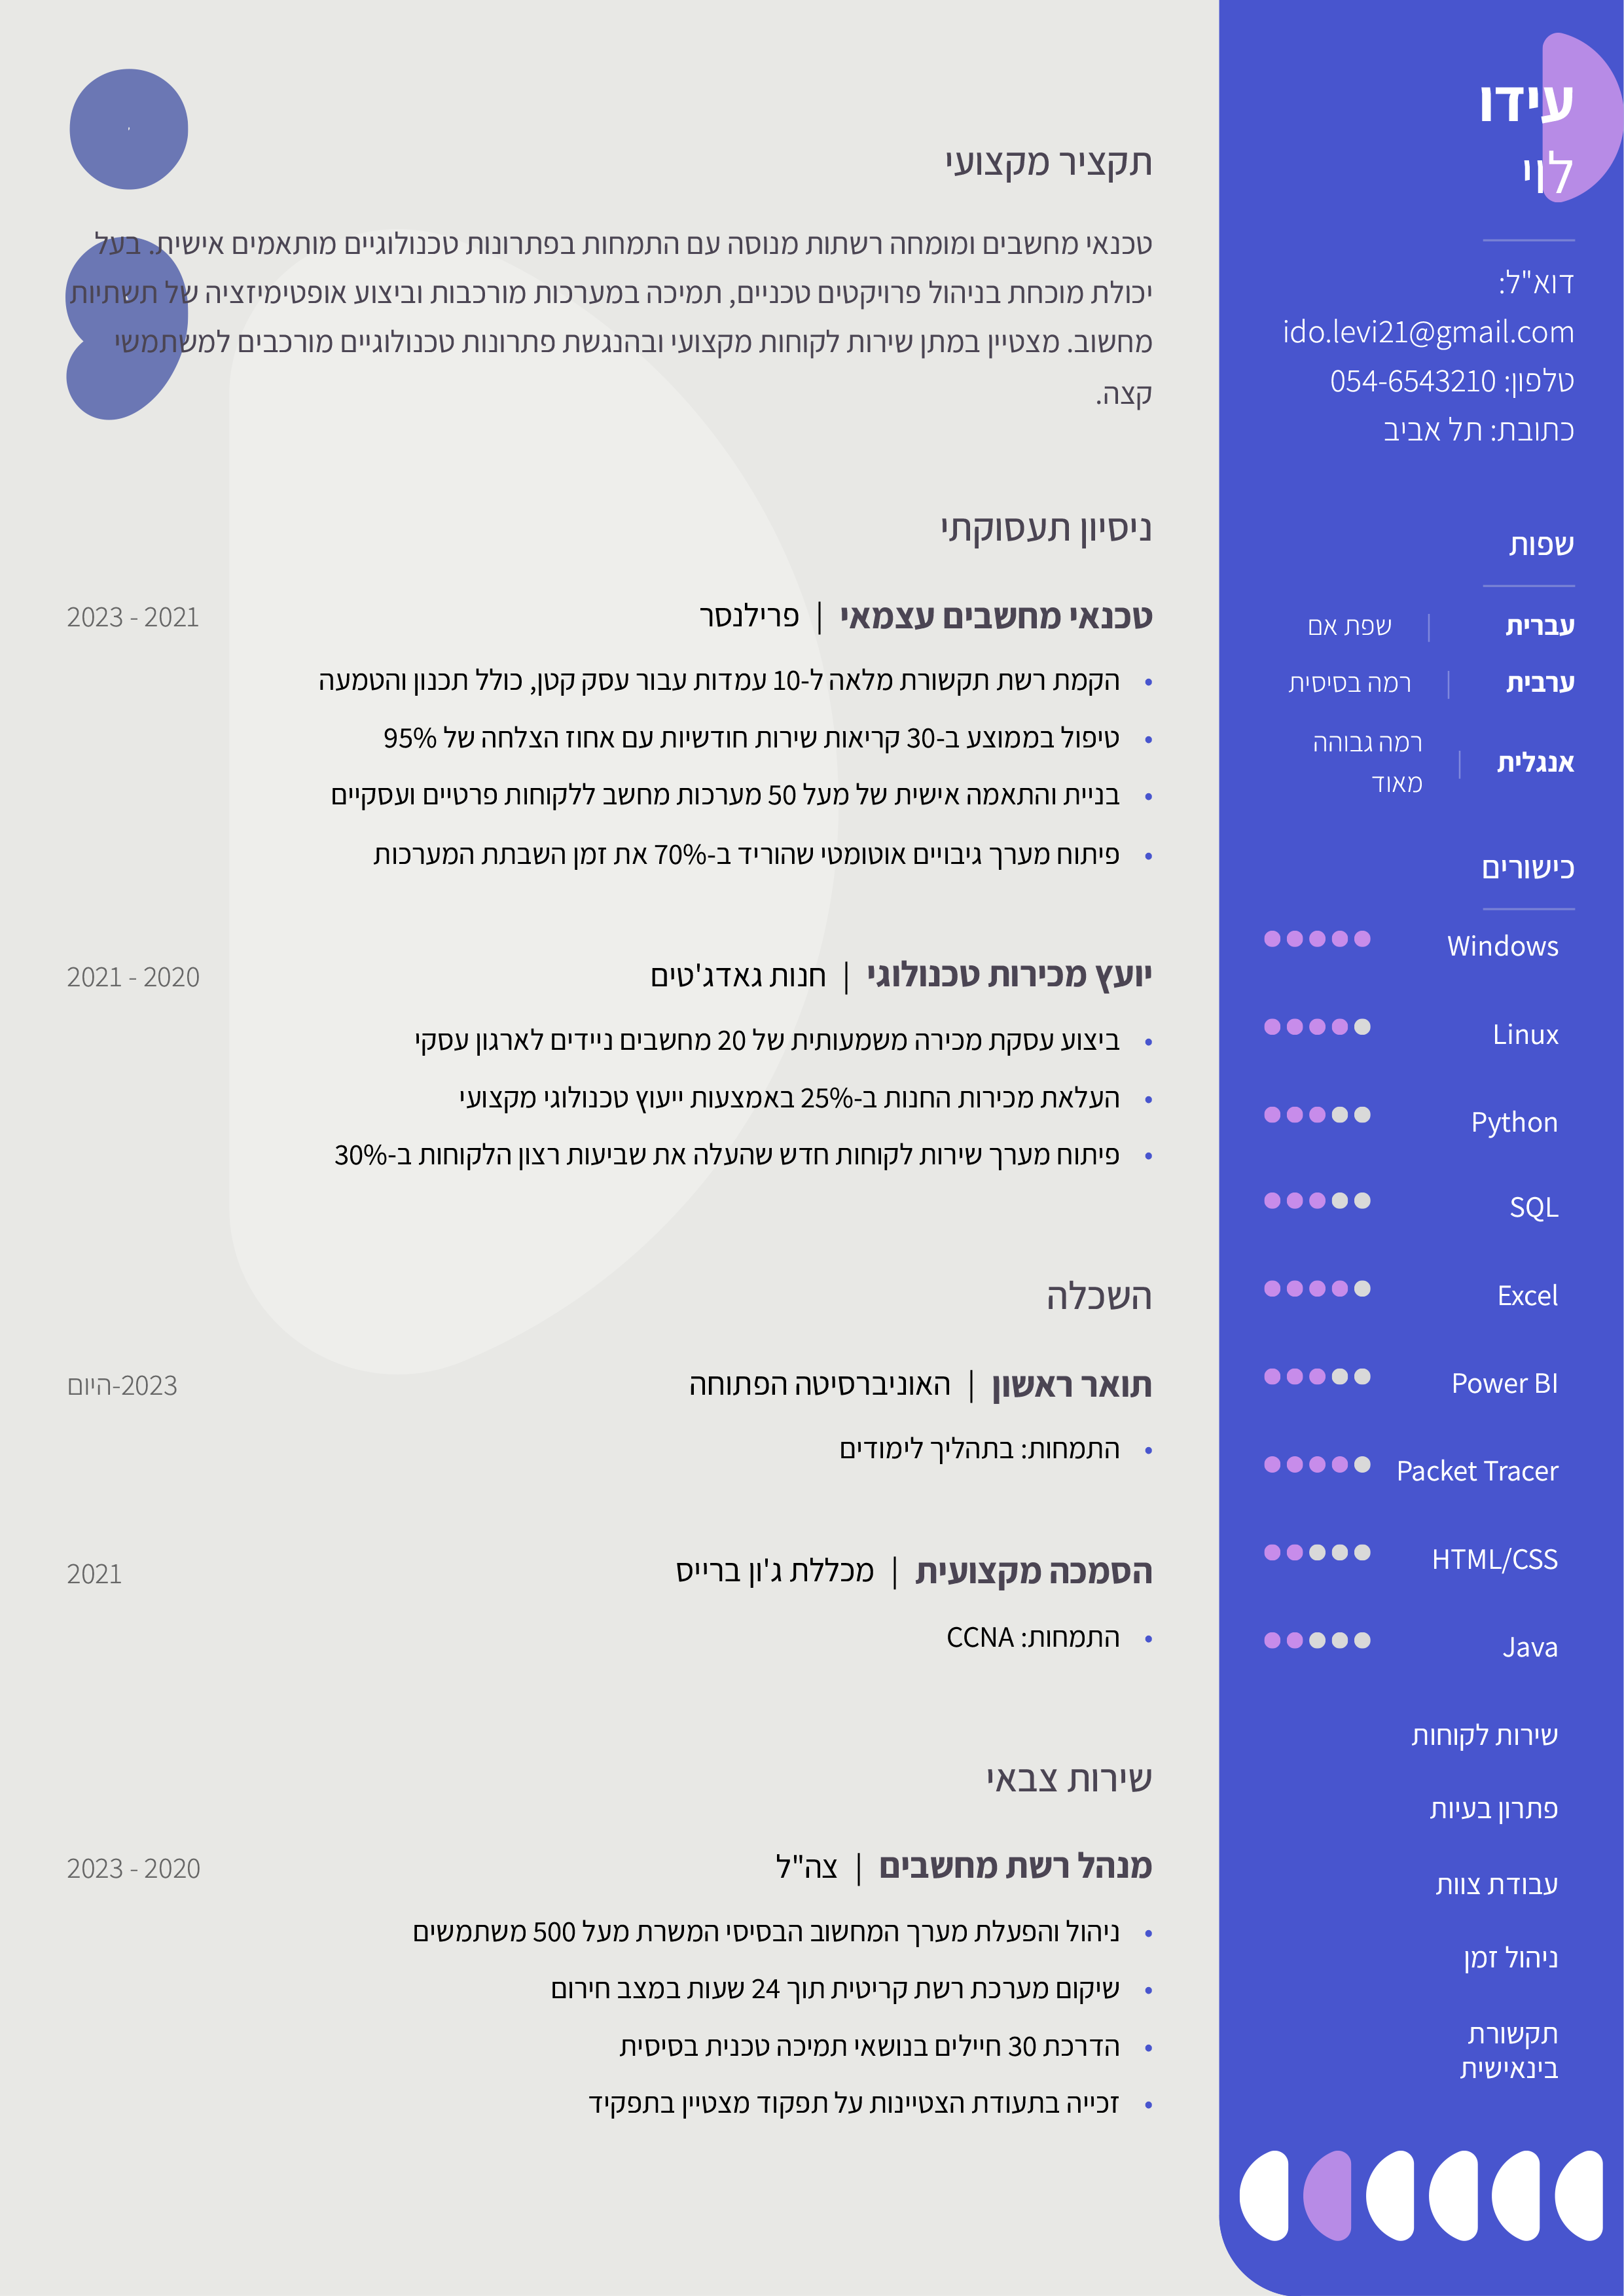 עידו
לוי
דוא"ל:
ido.levi21@gmail.com
טלפון: 054-6543210
כתובת: תל אביב
שפות
עברית | שפת אם
ערבית | רמה בסיסית
אנגלית | רמה גבוהה
מאוד
כישורים
Windows
Linux
Python
SQL
Excel
Power BI
Packet Tracer
HTML/CSS
Java
שירות לקוחות
פתרון בעיות
עבודת צוות
ניהול זמן
תקשורת
בינאישית
תקציר מקצועי
טכנאי מחשבים ומומחה רשתות מנוסה עם התמחות בפתרונות טכנולוגיים מותאמים אישית. בעל
יכולת מוכחת בניהול פרויקטים טכניים, תמיכה במערכות מורכבות וביצוע אופטימיזציה של תשתיות
מחשוב. מצטיין במתן שירות לקוחות מקצועי ובהנגשת פתרונות טכנולוגיים מורכבים למשתמשי
קצה.
ניסיון תעסוקתי
טכנאי מחשבים עצמאי | פרילנסר 2021 - 2023
• הקמת רשת תקשורת מלאה ל-10 עמדות עבור עסק קטן, כולל תכנון והטמעה
• טיפול בממוצע ב-30 קריאות שירות חודשיות עם אחוז הצלחה של 95%
• בניית והתאמה אישית של מעל 50 מערכות מחשב ללקוחות פרטיים ועסקיים
• פיתוח מערך גיבויים אוטומטי שהוריד ב-70% את זמן השבתת המערכות
יועץ מכירות טכנולוגי | חנות גאדג'טים 2020 - 2021
• ביצוע עסקת מכירה משמעותית של 20 מחשבים ניידים לארגון עסקי
• העלאת מכירות החנות ב-25% באמצעות ייעוץ טכנולוגי מקצועי
• פיתוח מערך שירות לקוחות חדש שהעלה את שביעות רצון הלקוחות ב-30%
השכלה
תואר ראשון | האוניברסיטה הפתוחה 2023-היום
• התמחות: בתהליך לימודים
הסמכה מקצועית | מכללת ג'ון ברייס 2021
• התמחות: CCNA
שירות צבאי
מנהל רשת מחשבים | צה"ל 2020 - 2023
• ניהול והפעלת מערך המחשוב הבסיסי המשרת מעל 500 משתמשים
• שיקום מערכת רשת קריטית תוך 24 שעות במצב חירום
• הדרכת 30 חיילים בנושאי תמיכה טכנית בסיסית
• זכייה בתעודת הצטיינות על תפקוד מצטיין בתפקיד